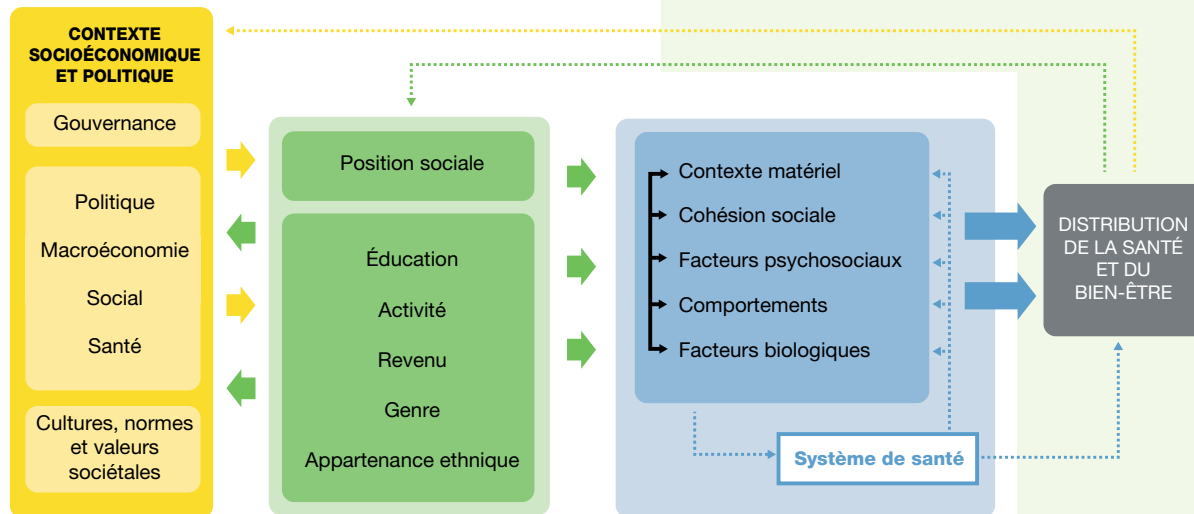 CONTEXTE
SOCIOÉCONOMIQUE
ET POLITIQUE
Gouvernance
Politique
Macroéconomie
Social
Santé
Cultures, normes
et valeurs
sociétales
Position sociale
Éducation
Activité
Revenu
Genre
Appartenance ethnique
Contexte matériel
Cohésion sociale
Facteurs psychosociaux
Comportements
Facteurs biologiques
Système de santé
DISTRIBUTION
DE LA SANTÉ
ET DU
BIEN-ÊTRE